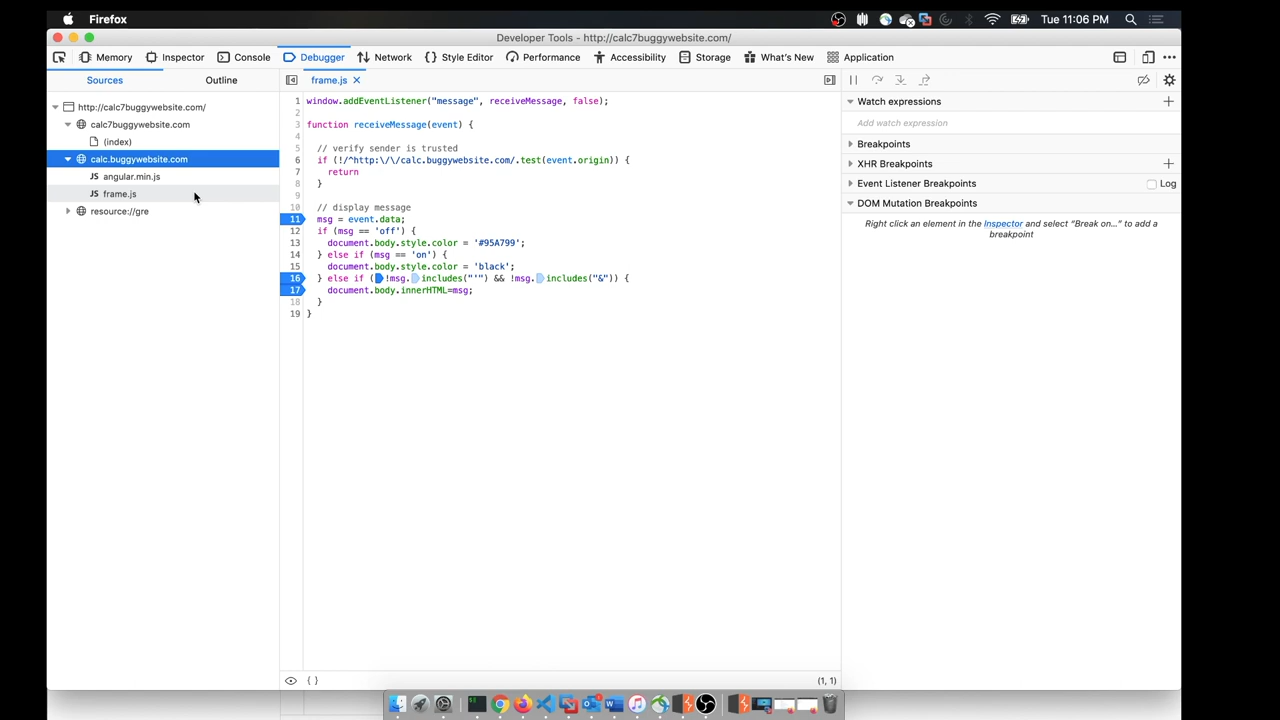 Firefox
Tue 11:06 PM
Developer Tools - http://calc7buggywebsite.com/
Memory
Inspector
Console
Debugger
Network
Style Editor
Performance
Accessibility
Storage
What's New
Application
Sources
Outline
frame.js
http://calc7buggywebsite.com/
calc7buggywebsite.com
(index)
calc.buggywebsite.com
JS angular.min.js
JS frame.js
resource://gre
1 window.addEventListener("message", receiveMessage, false);
2
3 function receiveMessage(event) {
4
5 // verify sender is trusted
6 if (!/^http:\/\/calc.buggywebsite.com/.test(event.origin)) {
7 return
8 }
9
10 // display message
11 msg = event.data;
12 if (msg == 'off') {
13 document.body.style.color = '#95A799';
14 } else if (msg == 'on') {
15 document.body.style.color = 'black';
16 } else if (!msg.includes("'") && !msg.includes("&")) {
17 document.body.innerHTML=msg;
18 }
19 }
{ }
(1, 1)
Watch expressions
Add watch expression
Breakpoints
XHR Breakpoints
Event Listener Breakpoints
Log
DOM Mutation Breakpoints
Right click an element in the Inspector and select "Break on…" to add a
breakpoint